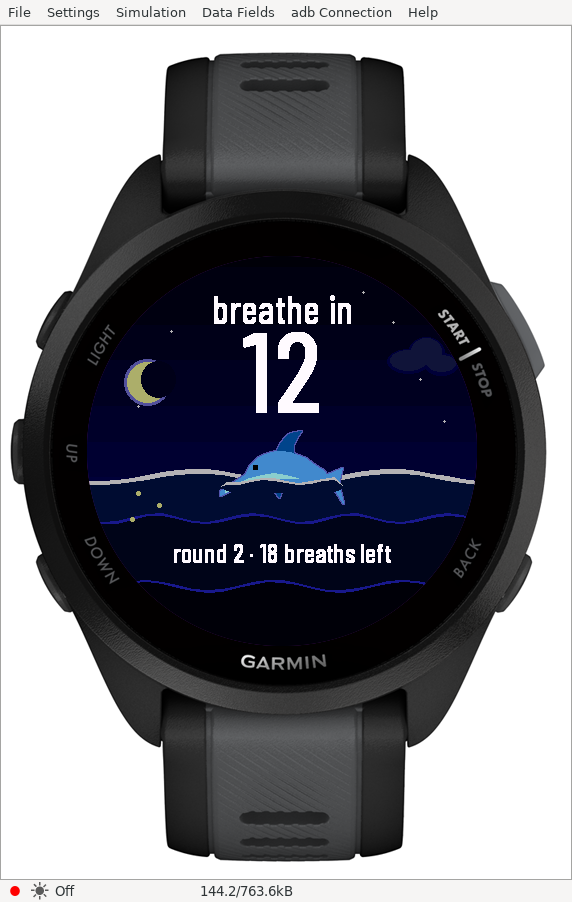 File Settings Simulation Data Fields adb Connection Help
breathe in
12
START
STOP
LIGHT
UP
DOWN
BACK
round 2 · 18 breaths left
GARMIN
Off 144.2/763.6kB